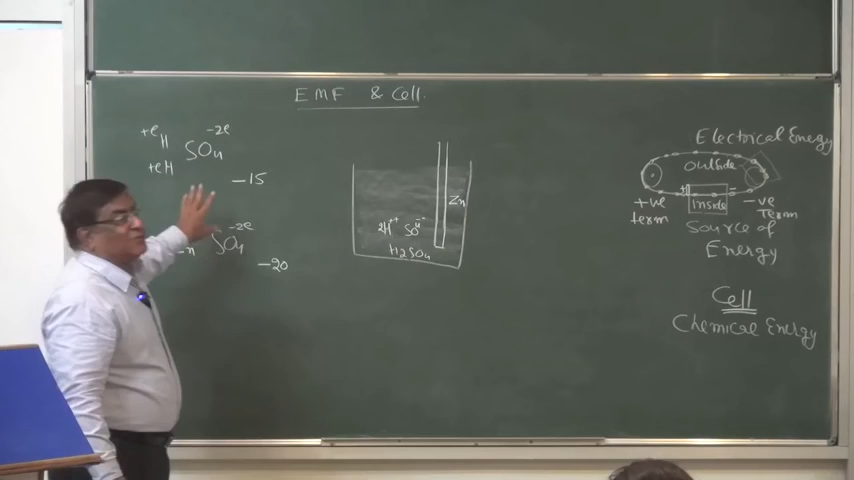 EMF & Cell.
+e H SO4 -2e
+e H
-15
SO4 -2e
-20
Zn
2H++ SO4--
H2SO4
Electrical Energy
Outside
+ Inside -
+ve term
-ve Term
Source of
Energy
Cell
Chemical Energy